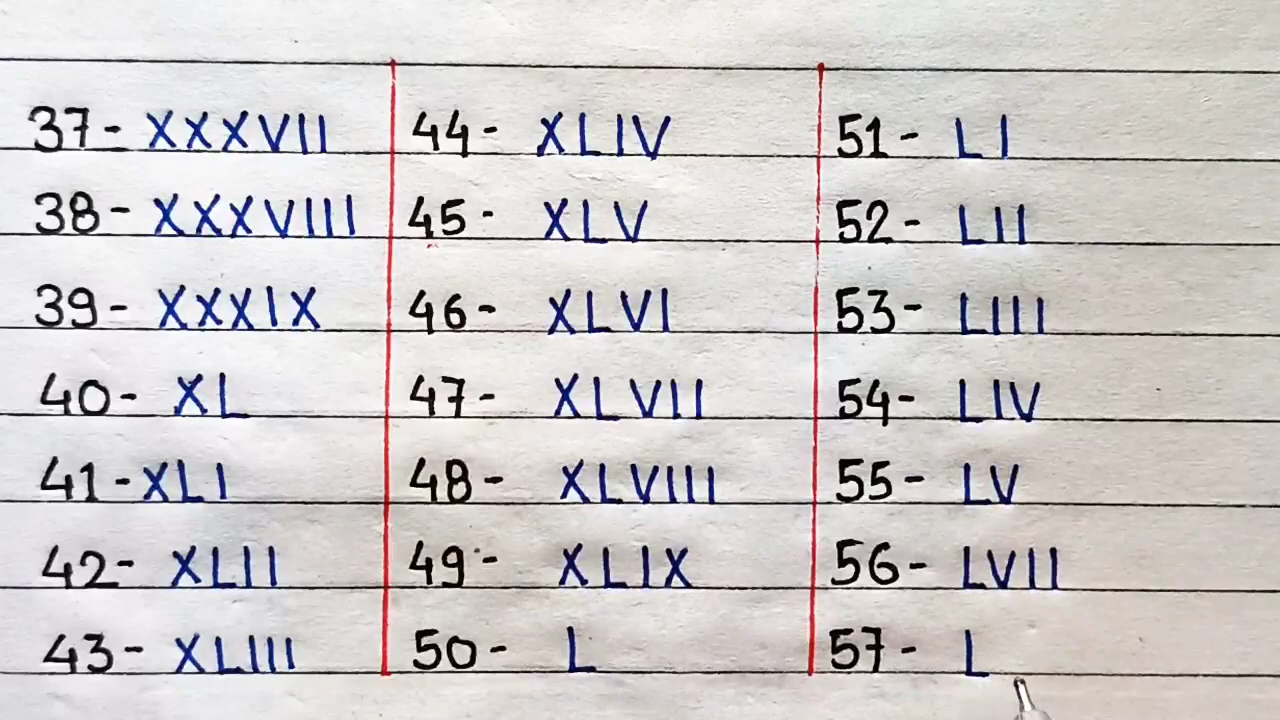 37- XXXVII
38- XXXVIII
39- XXXIX
40- XL
41- XLI
42- XLII
43- XLIII
44- XLIV
45- XLV
46- XLVI
47- XLVII
48- XLVIII
49- XLIX
50- L
51- LI
52- LII
53- LIII
54- LIV
55- LV
56- LVII
57- L